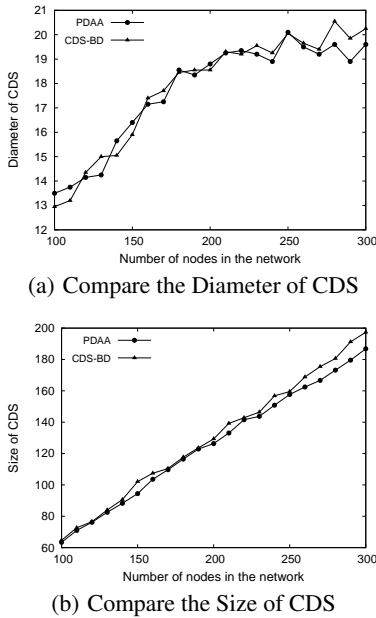 21
20
19
18
17
16
15
14
13
12
Diameter of CDS
PDAA
CDS-BD
100 150 200 250 300
Number of nodes in the network
(a) Compare the Diameter of CDS
200
180
160
140
120
100
80
60
Size of CDS
PDAA
CDS-BD
100 150 200 250 300
Number of nodes in the network
(b) Compare the Size of CDS